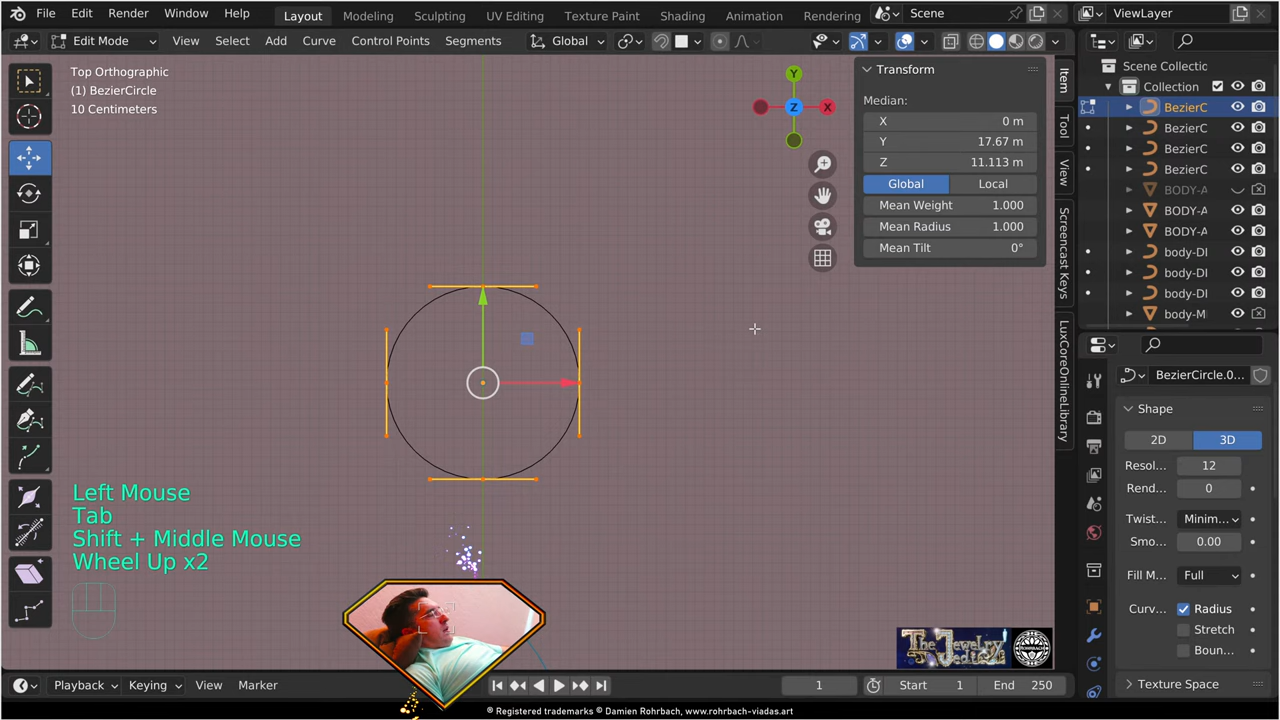 File Edit Render Window Help Layout Modeling Sculpting UV Editing Texture Paint Shading Animation Rendering Scene ViewLayer
Edit Mode View Select Add Curve Control Points Segments Global
Top Orthographic
(1) BezierCircle
10 Centimeters
Transform
Median:
X 0 m
Y 17.67 m
Z 11.113 m
Global Local
Mean Weight 1.000
Mean Radius 1.000
Mean Tilt 0°
Y
Z X
Item
Tool
View
Screencast Keys
LuxCoreOnlineLibrary
Scene Collectic
Collection
BezierC
BezierC
BezierC
BezierC
BODY-A
BODY-A
BODY-A
body-DI
body-DI
body-DI
body-M
BezierCircle.0...
Shape
2D 3D
Resol... 12
Rend... 0
Twist... Minim...
Smo... 0.00
Fill M... Full
Curv... Radius
Stretch
Boun...
Texture Space
Left Mouse
Tab
Shift + Middle Mouse
Wheel Up x2
The Jewelry
Vedii
Playback Keying View Marker 1 Start 1 End 250
® Registered trademarks © Damien Rohrbach, www.rohrbach-viadas.art